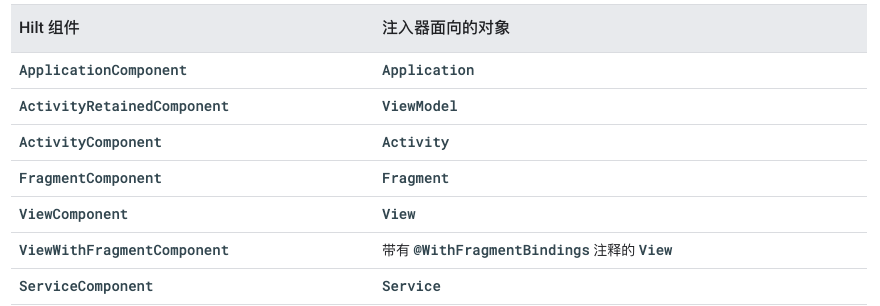 Hilt 组件 注入器面向的对象
ApplicationComponent Application
ActivityRetainedComponent ViewModel
ActivityComponent Activity
FragmentComponent Fragment
ViewComponent View
ViewWithFragmentComponent 带有 @WithFragmentBindings 注释的 View
ServiceComponent Service